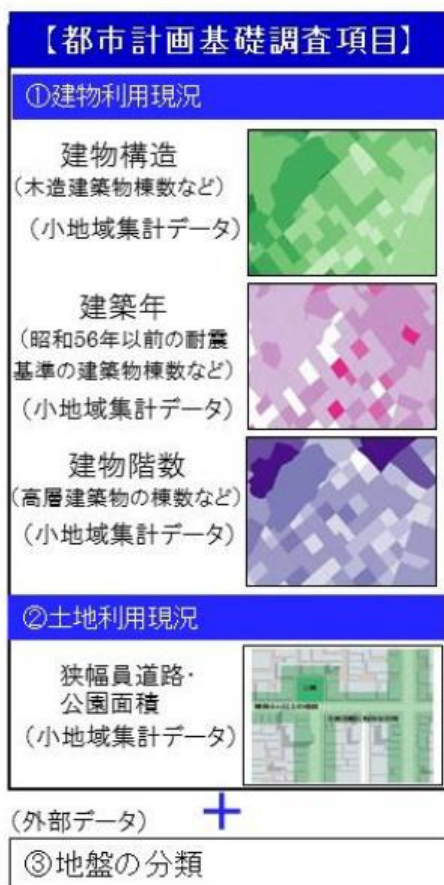 【都市計画基礎調査項目】
①建物利用現況
建物構造
(木造建築物棟数など)
(小地域集計データ)
建築年
(昭和56年以前の耐震
基準の建築物棟数など)
(小地域集計データ)
建物階数
(高層建築物の棟数など)
(小地域集計データ)
②土地利用現況
狭幅員道路・
公園面積
(小地域集計データ)
(外部データ)
+
③地盤の分類